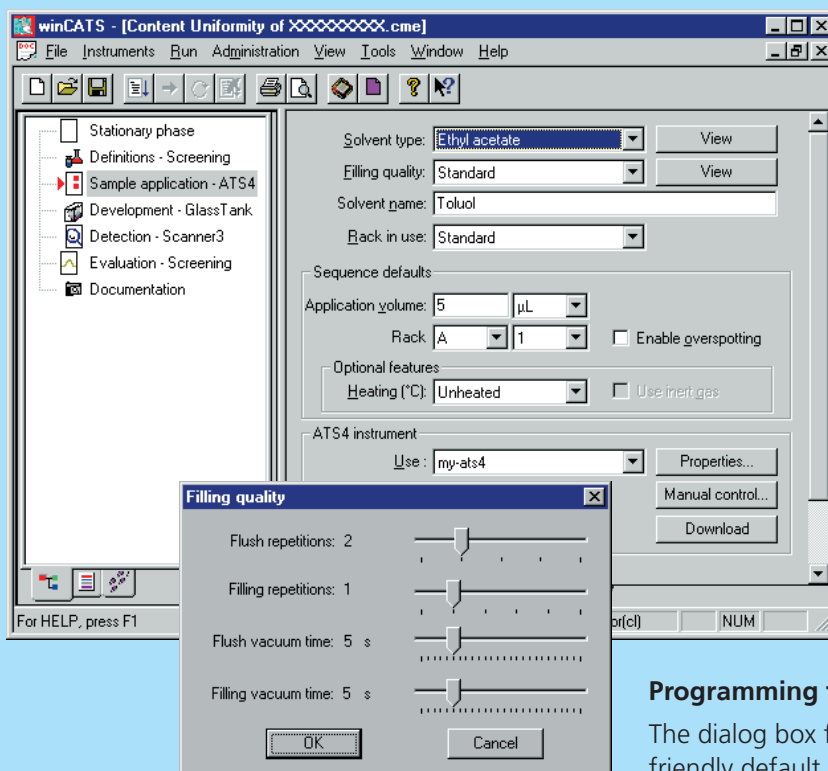 winCATS - [Content Uniformity of XXXXXXXXXX.cme]
File Instruments Run Administration View Tools Window Help
Stationary phase
Definitions - Screening
Sample application - ATS4
Development - GlassTank
Detection - Scanner3
Evaluation - Screening
Documentation
Solvent type: Ethyl acetate View
Filling quality: Standard View
Solvent name: Toluol
Rack in use: Standard
Sequence defaults
Application volume: 5 µL
Rack A 1 Enable overspotting
Optional features
Heating (°C): Unheated Use inert gas
ATS4 instrument
Use : my-ats4 Properties...
Manual control...
Download
For HELP, press F1 NUM
Filling quality
Flush repetitions: 2
Filling repetitions: 1
Flush vacuum time: 5 s
Filling vacuum time: 5 s
OK Cancel
Programming
The dialog box
friendly default